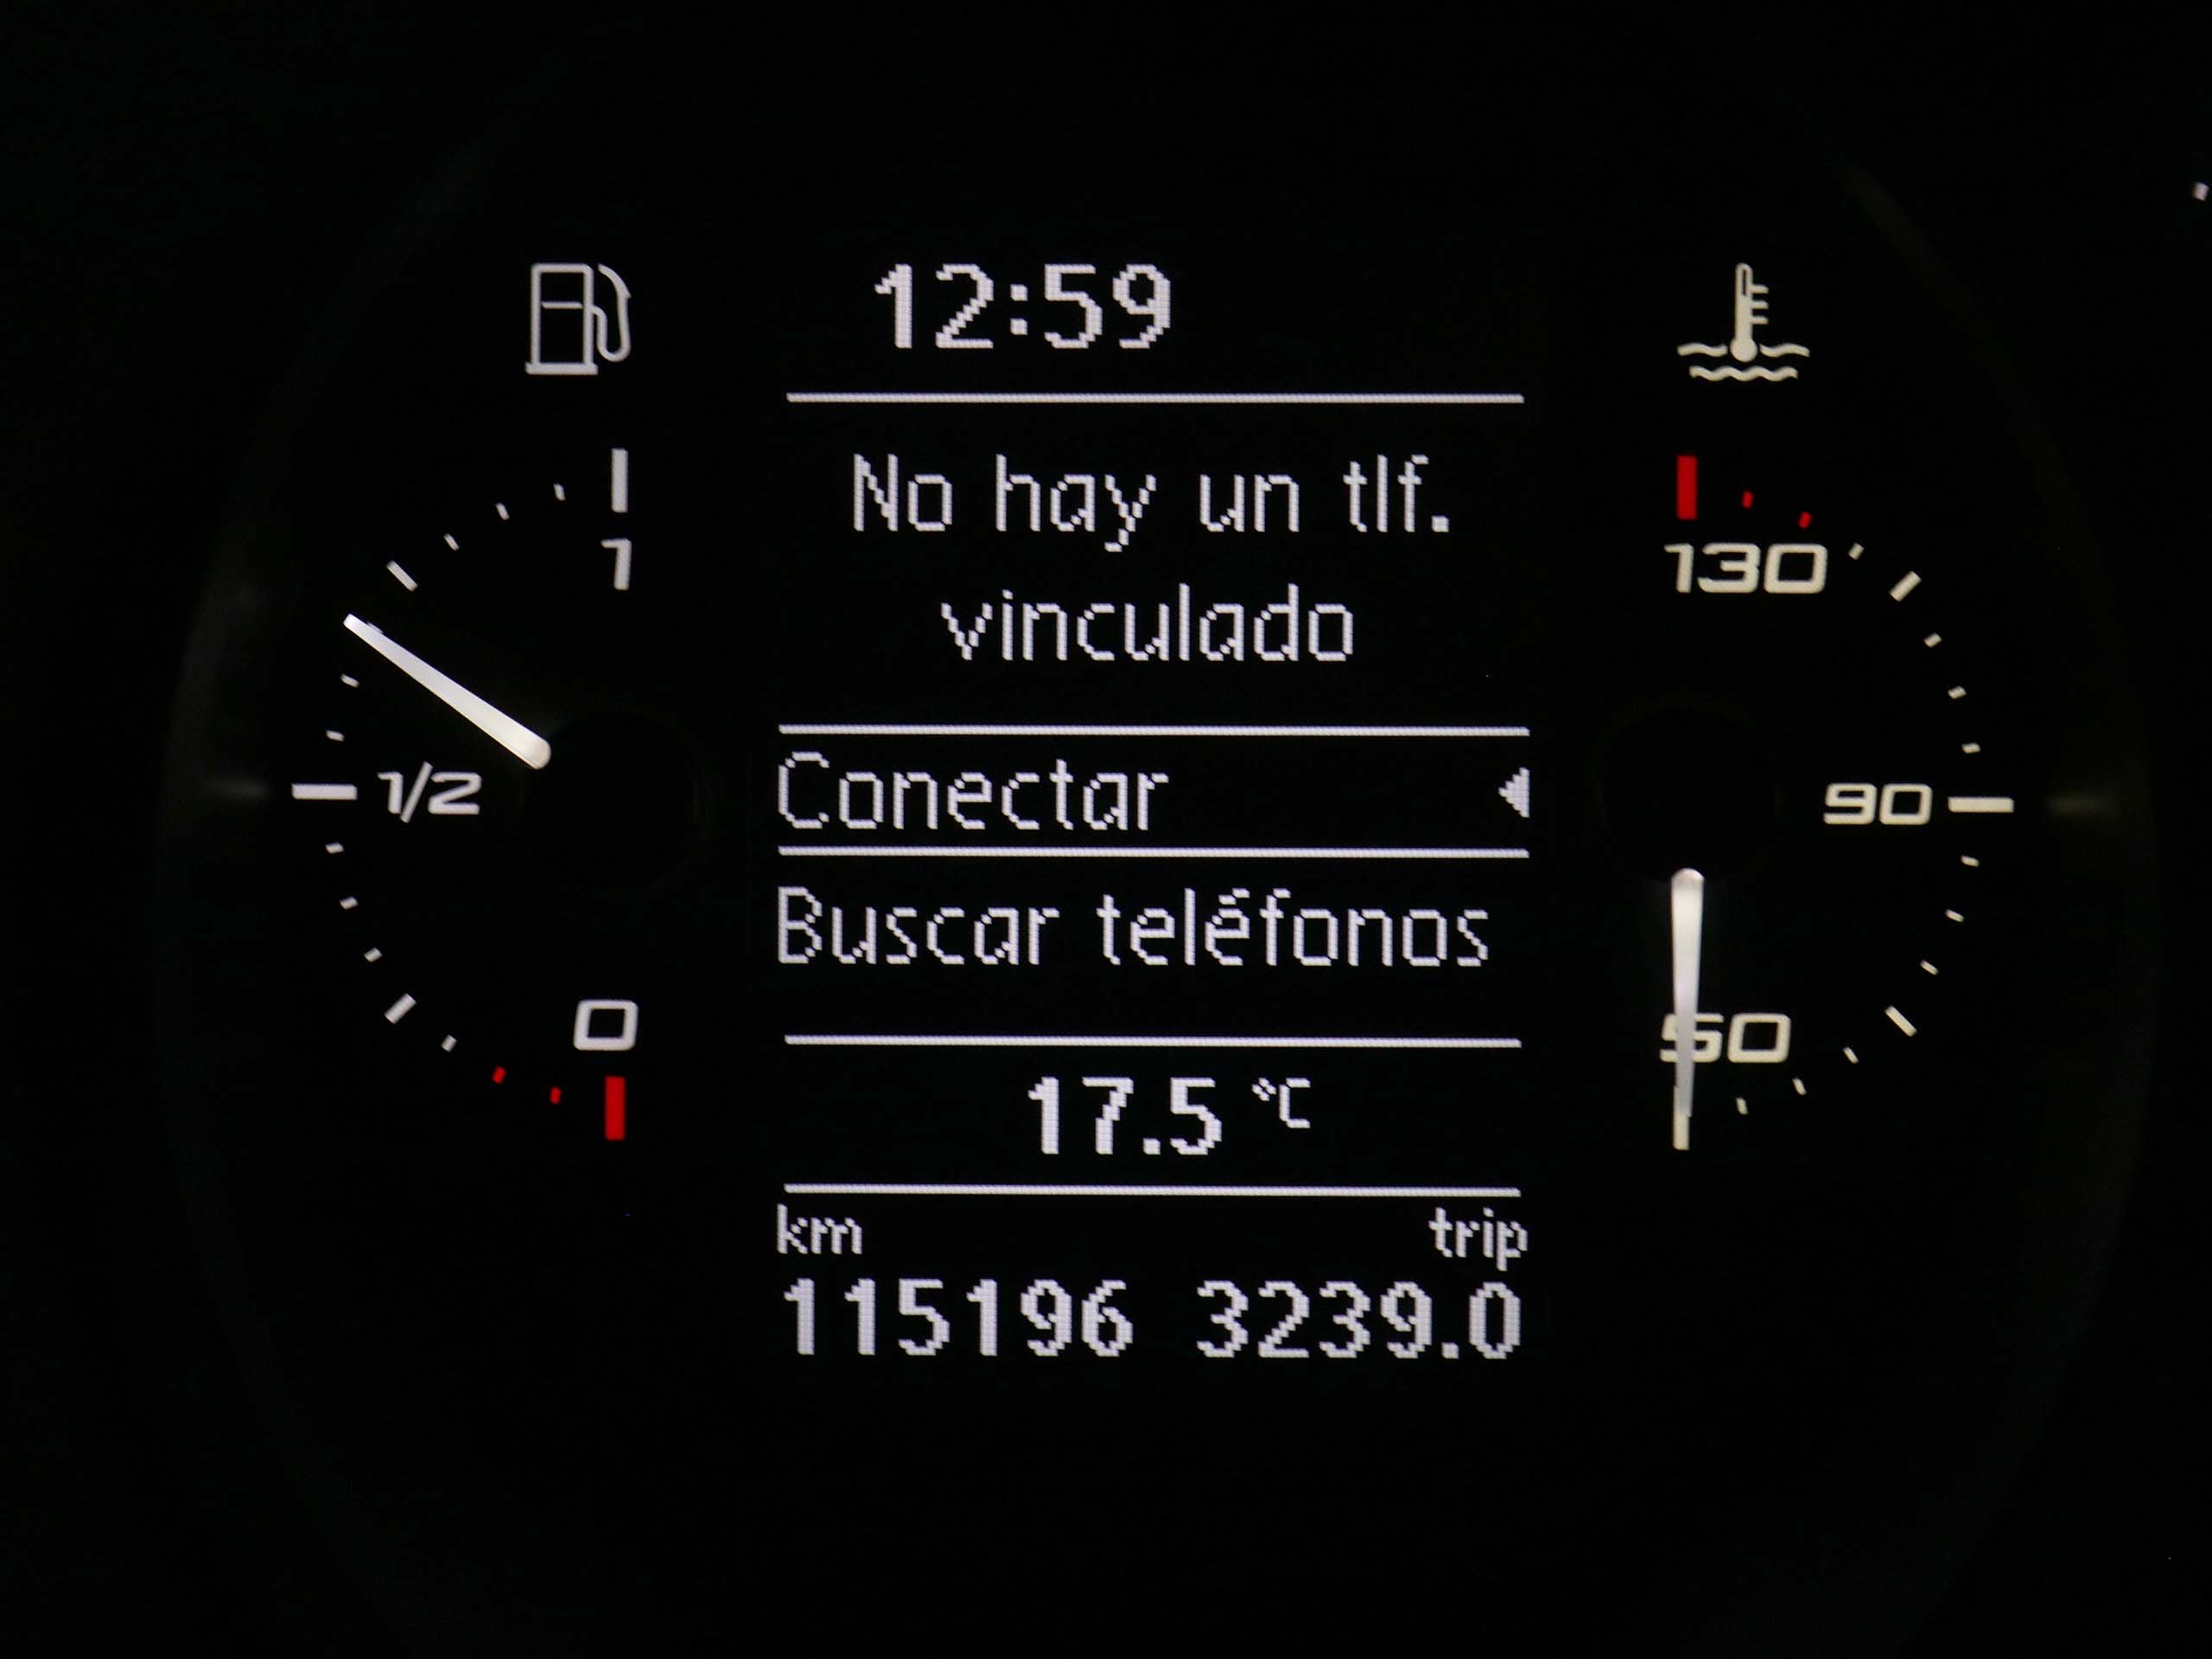 12:59
No hay un tlf.
vinculado
Conectar
Buscar teléfonos
17.5 °C
km trip
115196 3239.0
1
1/2
0
130
90
50